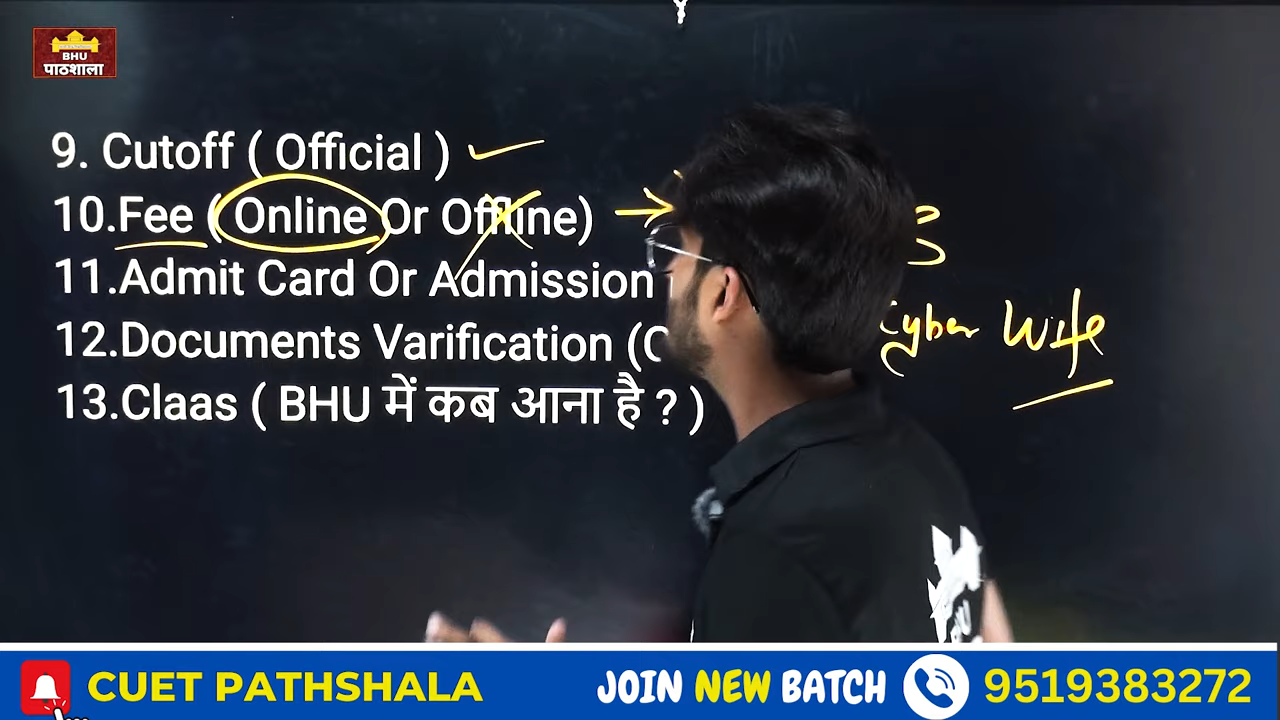 BHU
पाठशाला
9. Cutoff ( Official )
10.Fee ( Online Or Offline)
11.Admit Card Or Admission
12.Documents Varification (
13.Claas ( BHU में कब आना है ? )
Cyber Wife
CUET PATHSHALA
JOIN NEW BATCH
9519383272